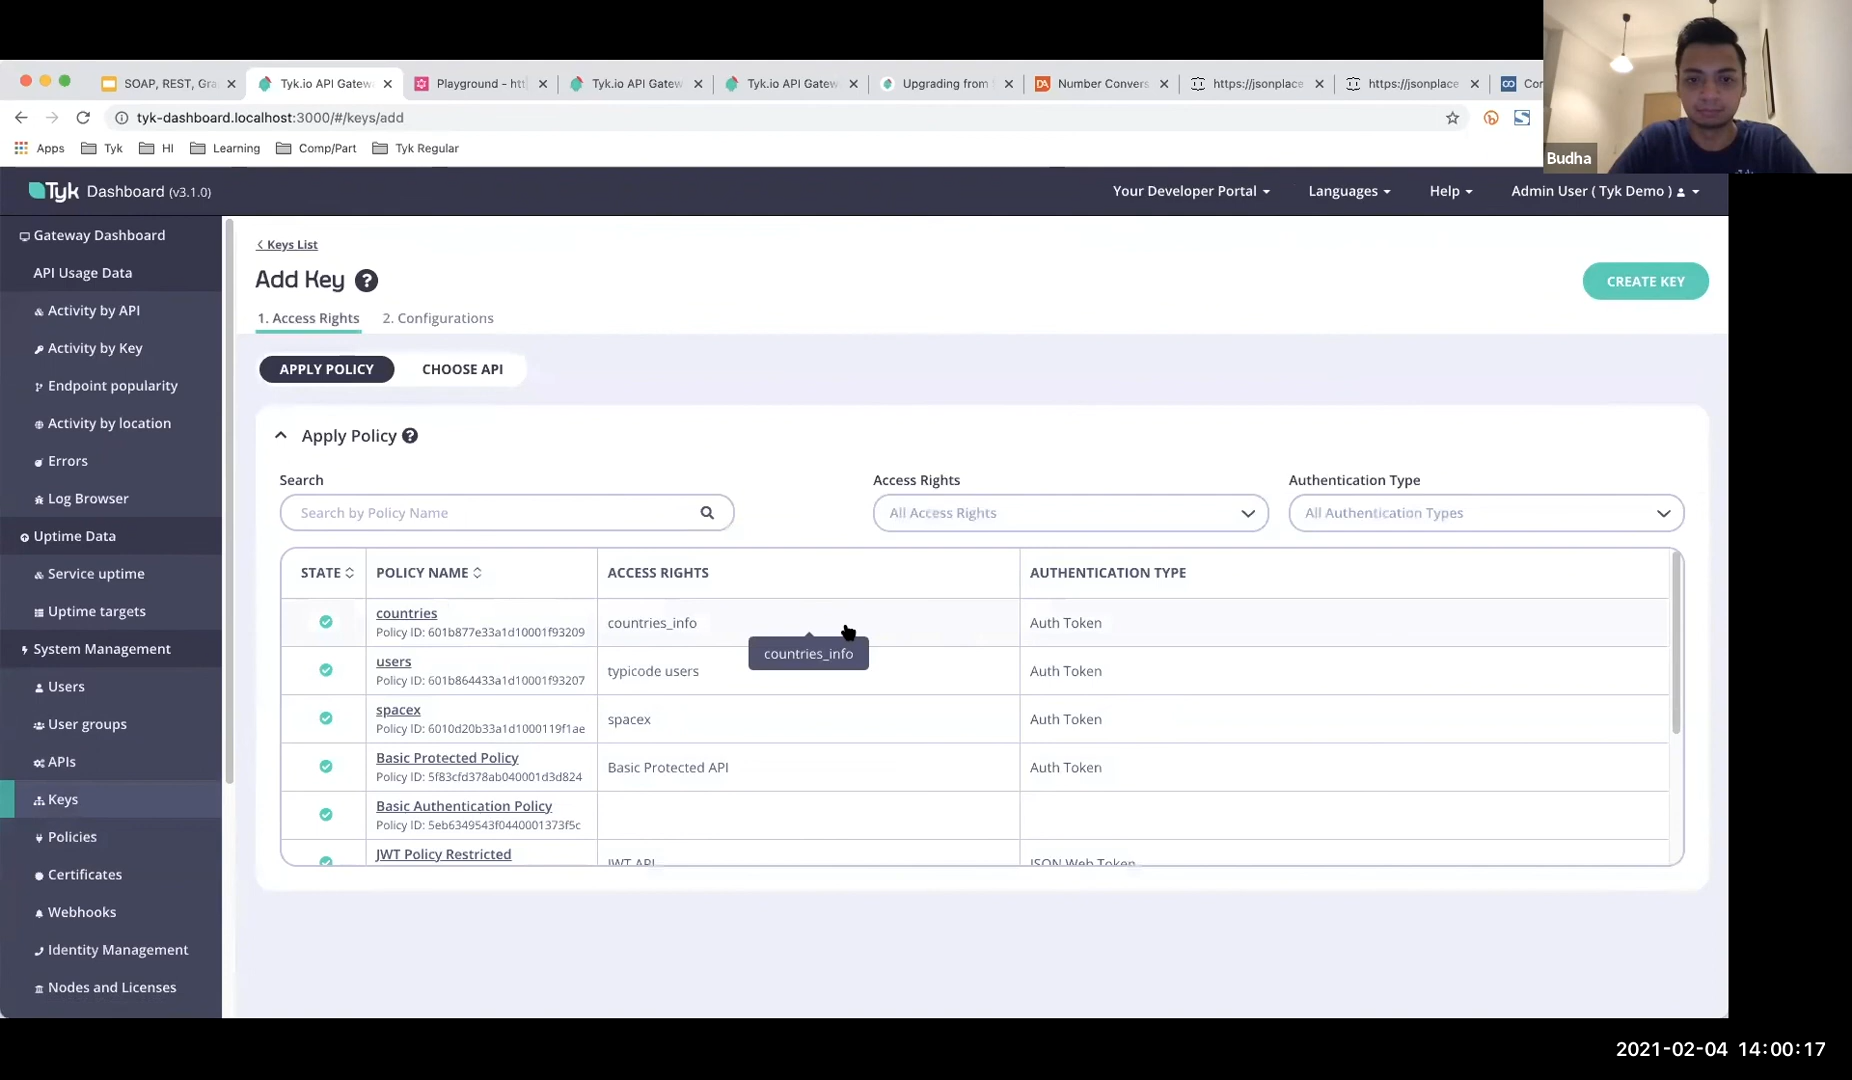 SOAP, REST, Gra
Tyk.io API Gatew
Playground - htt
Tyk.io API Gatew
Tyk.io API Gatew
Upgrading from
Number Convers
https://jsonplace
https://jsonplace
Cor
tyk-dashboard.localhost:3000/#/keys/add
Apps
Tyk
HI
Learning
Comp/Part
Tyk Regular
Budha
Tyk Dashboard (v3.1.0)
Your Developer Portal
Languages
Help
Admin User ( Tyk Demo )
Gateway Dashboard
API Usage Data
Activity by API
Activity by Key
Endpoint popularity
Activity by location
Errors
Log Browser
Uptime Data
Service uptime
Uptime targets
System Management
Users
User groups
APIs
Keys
Policies
Certificates
Webhooks
Identity Management
Nodes and Licenses
< Keys List
Add Key ?
CREATE KEY
1. Access Rights
2. Configurations
APPLY POLICY
CHOOSE API
Apply Policy ?
Search
Search by Policy Name
Access Rights
All Access Rights
Authentication Type
All Authentication Types
STATE
POLICY NAME
ACCESS RIGHTS
AUTHENTICATION TYPE
countries
Policy ID: 601b877e33a1d10001f93209
countries_info
Auth Token
countries_info
users
Policy ID: 601b864433a1d10001f93207
typicode users
Auth Token
spacex
Policy ID: 6010d20b33a1d1000119f1ae
spacex
Auth Token
Basic Protected Policy
Policy ID: 5f83cfd378ab040001d3d824
Basic Protected API
Auth Token
Basic Authentication Policy
Policy ID: 5eb6349543f0440001373f5c
JWT Policy Restricted
JWT API
JSON Web Token
2021-02-04 14:00:17